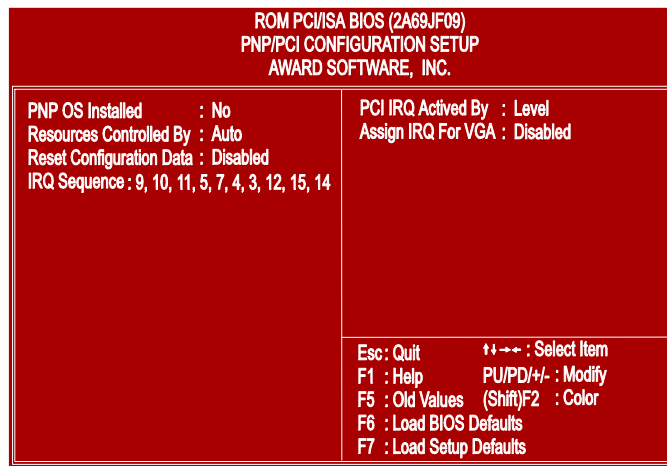 ROM PCI/ISA BIOS (2A69JF09)
PNP/PCI CONFIGURATION SETUP
AWARD SOFTWARE, INC.
PNP OS Installed : No
Resources Controlled By : Auto
Reset Configuration Data : Disabled
IRQ Sequence : 9, 10, 11, 5, 7, 4, 3, 12, 15, 14
PCI IRQ Actived By : Level
Assign IRQ For VGA : Disabled
Esc : Quit ↑↓→← : Select Item
F1 : Help PU/PD/+/- : Modify
F5 : Old Values (Shift)F2 : Color
F6 : Load BIOS Defaults
F7 : Load Setup Defaults